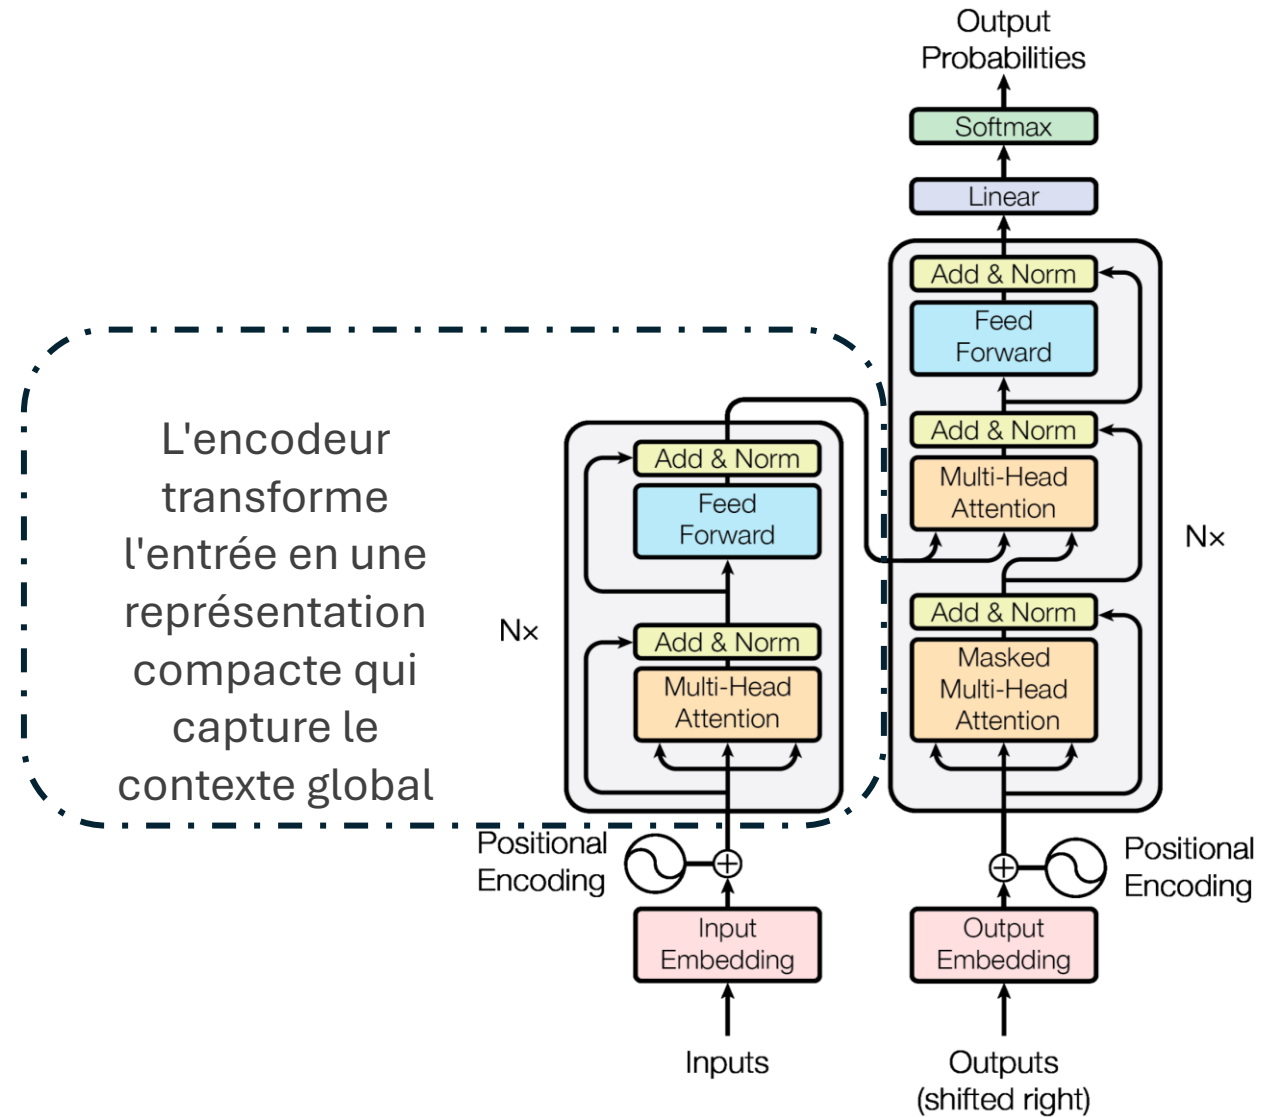 Output
Probabilities
Softmax
Linear
Add & Norm
Feed
Forward
Add & Norm
Multi-Head
Attention
N×
Add & Norm
Masked
Multi-Head
Attention
L'encodeur
transforme
l'entrée en une
représentation
compacte qui
capture le
contexte global
Add & Norm
Feed
Forward
N×
Add & Norm
Multi-Head
Attention
Positional
Encoding
Input
Embedding
Inputs
Positional
Encoding
Output
Embedding
Outputs
(shifted right)